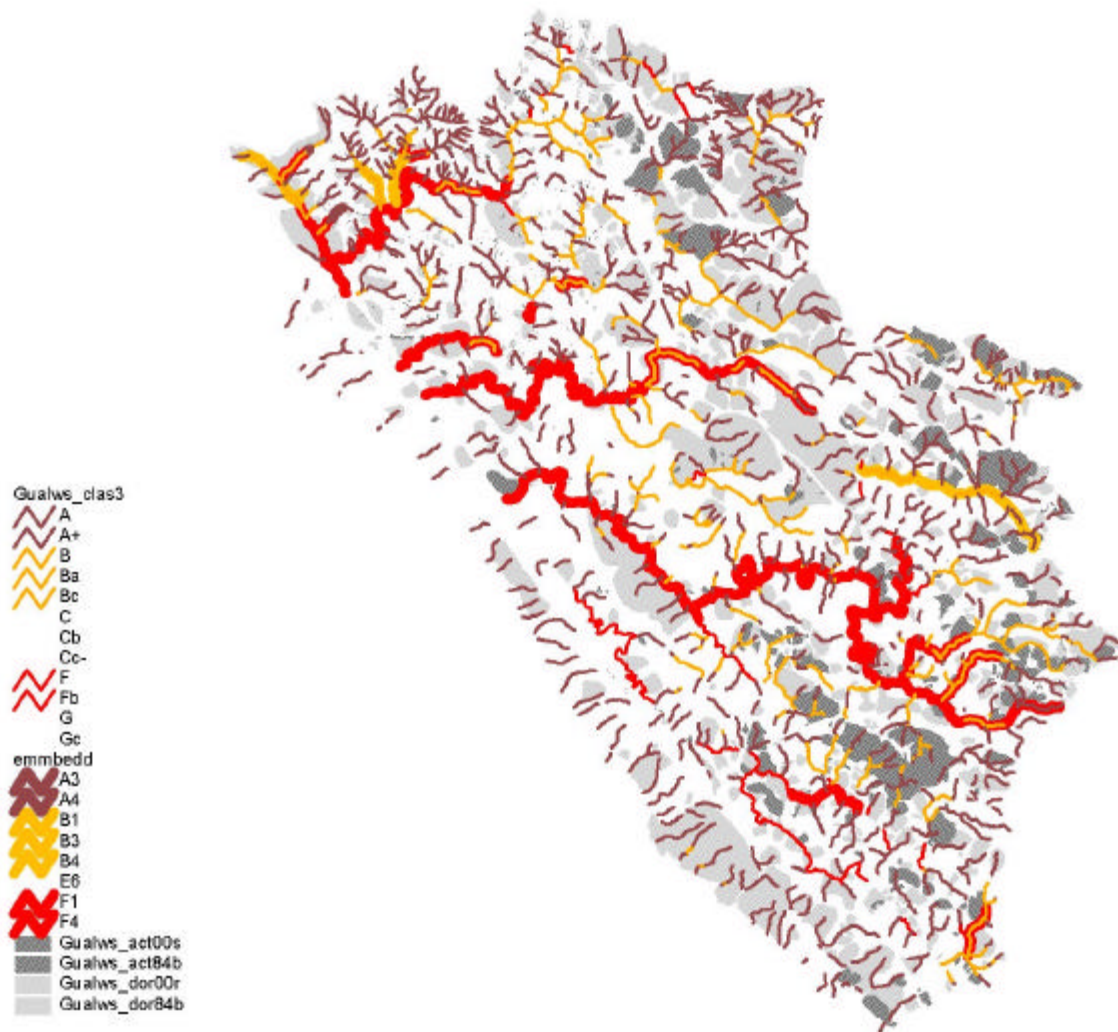 Gualws_clas3
A
A+
B
Ba
Bc
C
Cb
Cc-
F
Fb
G
Gc
emmbedd
A3
A4
B1
B3
B4
E6
F1
F4
Gualws_act00s
Gualws_act84b
Gualws_dor00r
Gualws_dor84b